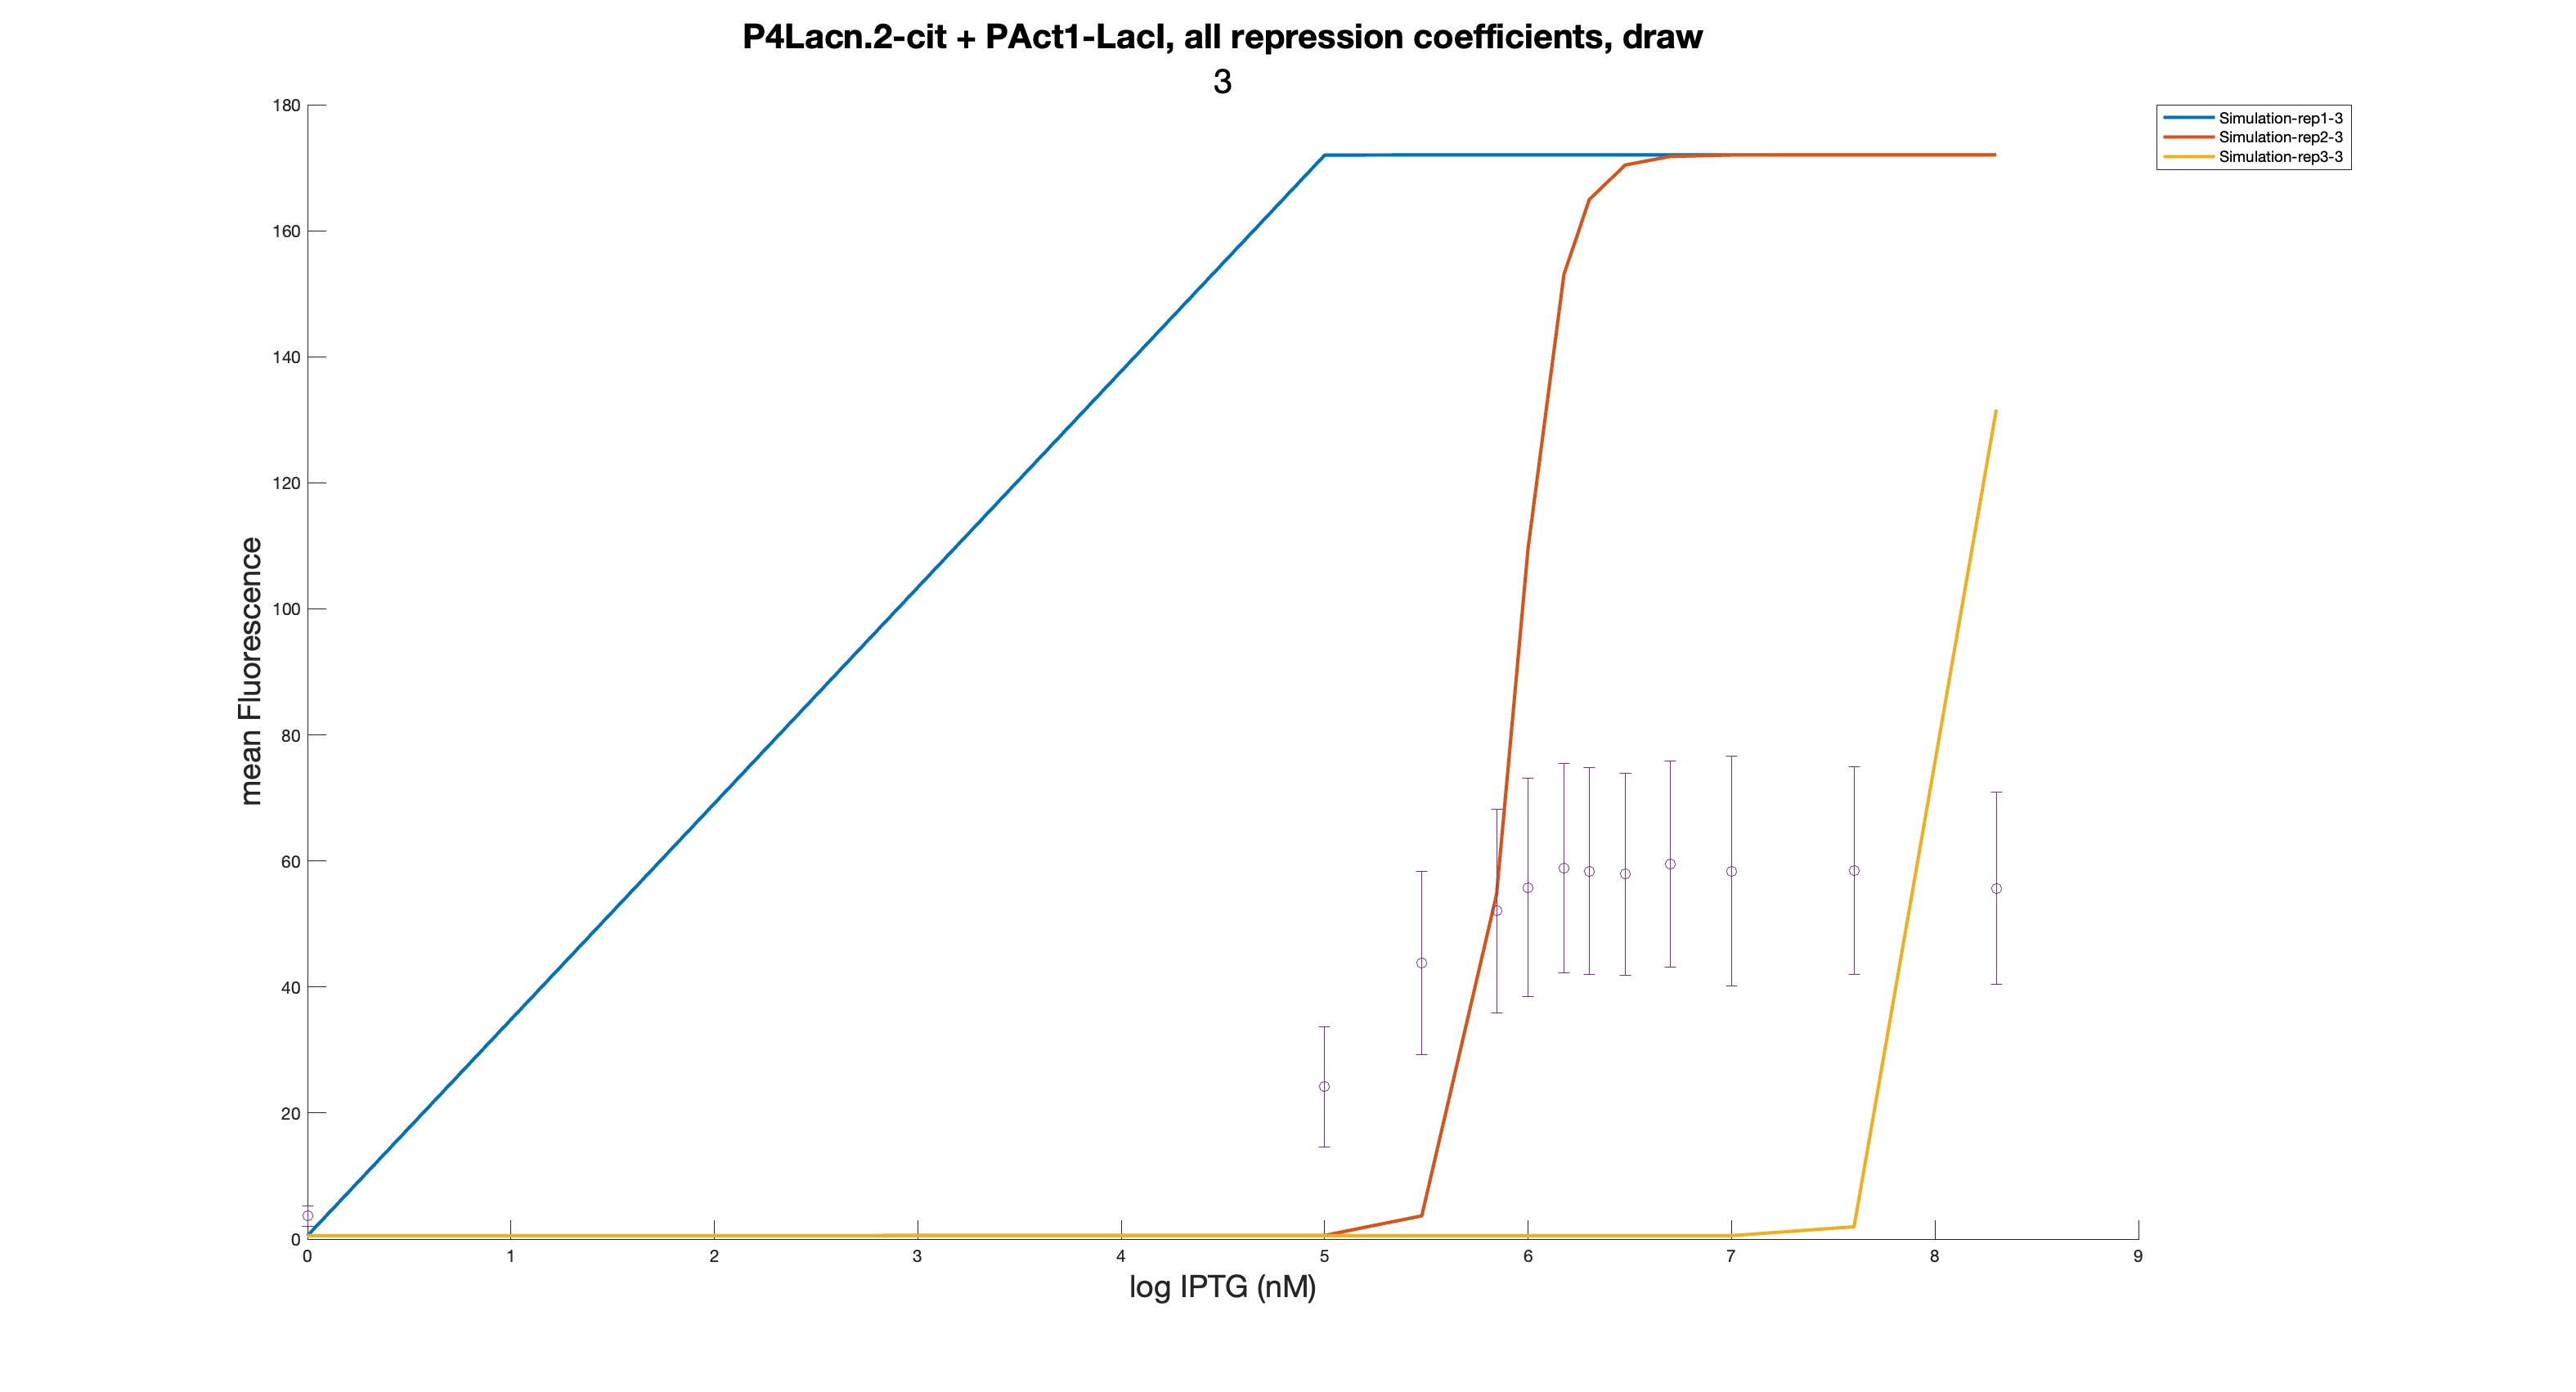 P4Lacn.2-cit + PAct1-LacI, all repression coefficients, draw
3
Simulation-rep1-3
Simulation-rep2-3
Simulation-rep3-3
180
160
140
120
100
80
60
40
20
0
mean Fluorescence
0 1 2 3 4 5 6 7 8 9
log IPTG (nM)